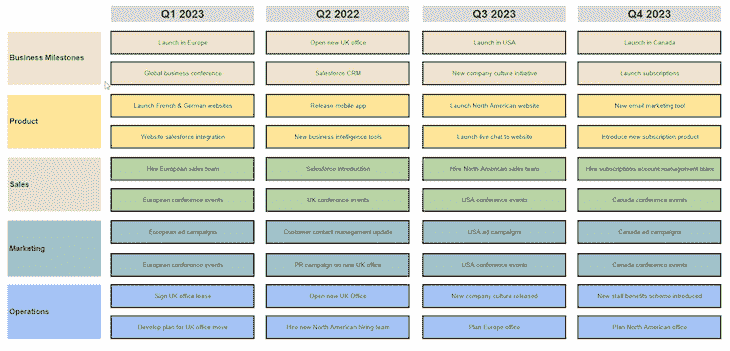 Q1 2023
Q2 2022
Q3 2023
Q4 2023
Business Milestones
Launch in Europe
Open new UK office
Launch in USA
Launch in Canada
Global business conference
Salesforce CRM
New company culture initiative
Launch subscriptions
Product
Launch French & German websites
Release mobile app
Launch North American website
New email marketing tool
Website salesforce integration
New business intelligence tools
Launch live chat to website
Introduce new subscription product
Sales
Hire European sales team
Salesforce introduction
Hire North American sales team
Hire subscriptions account management team
European conference events
UK conference events
USA conference events
Canada conference events
Marketing
European ad campaigns
Customer contact management update
USA ad campaigns
Canada ad campaigns
European conference events
PR campaign on new UK office
USA conference events
Canada conference events
Operations
Sign UK office lease
Open new UK Office
New company culture released
New staff benefits scheme introduced
Develop plan for UK office move
Hire new North American hiring team
Plan Europe office
Plan North American office